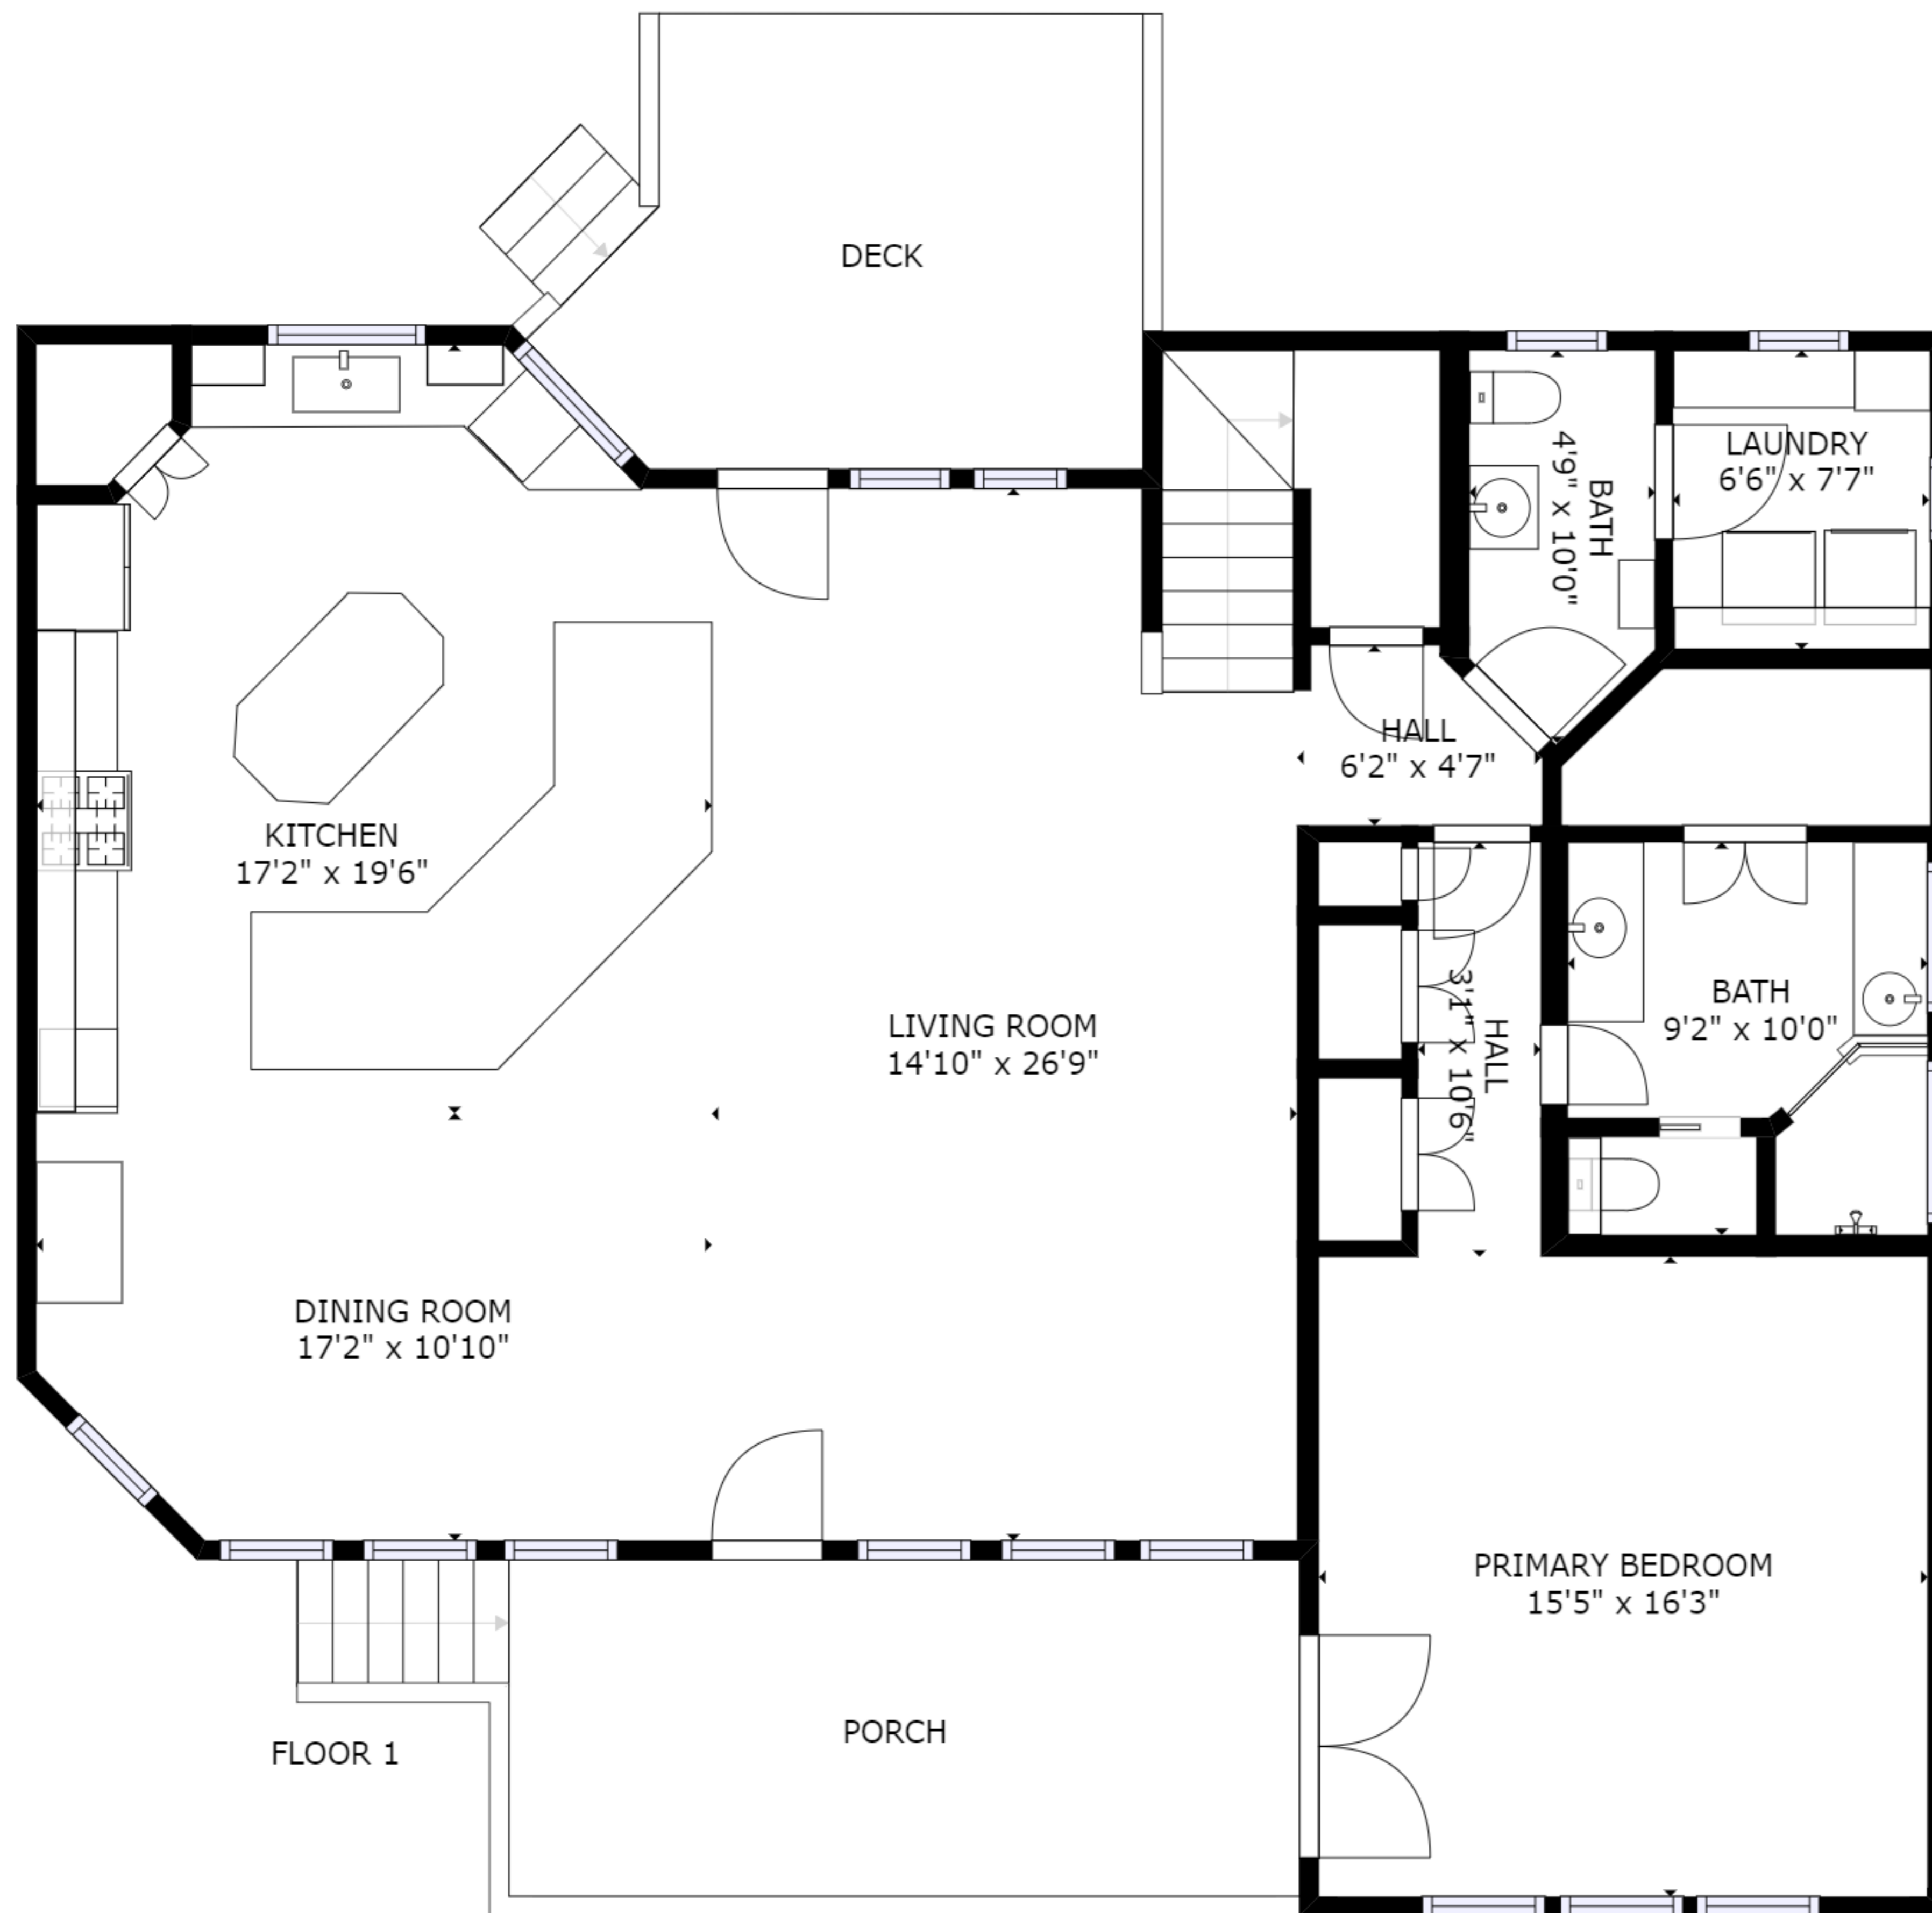 DECK
LAUNDRY
6'6" x 7'7"
BATH
4'9" x 10'0"
HALL
6'2" x 4'7"
KITCHEN
17'2" x 19'6"
LIVING ROOM
14'10" x 26'9"
HALL
3'1" x 10'6"
BATH
9'2" x 10'0"
DINING ROOM
17'2" x 10'10"
PRIMARY BEDROOM
15'5" x 16'3"
PORCH
FLOOR 1